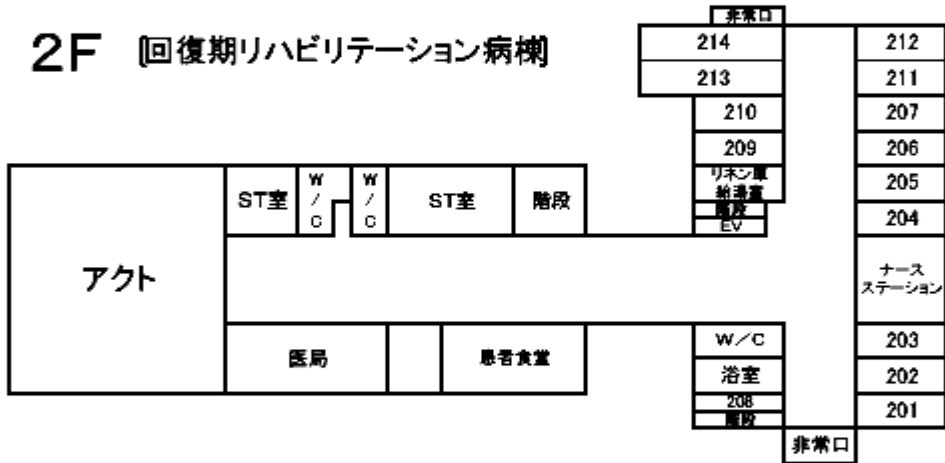 非常口
2F [回復期リハビリテーション病棟]
214
212
213
211
210
207
209
206
リネン庫
給湯室
205
階段
EV
204
ST室
W/C
W/C
ST室
階段
アクト
ナース
ステーション
医局
患者食堂
W/C
203
浴室
202
208
階段
201
非常口